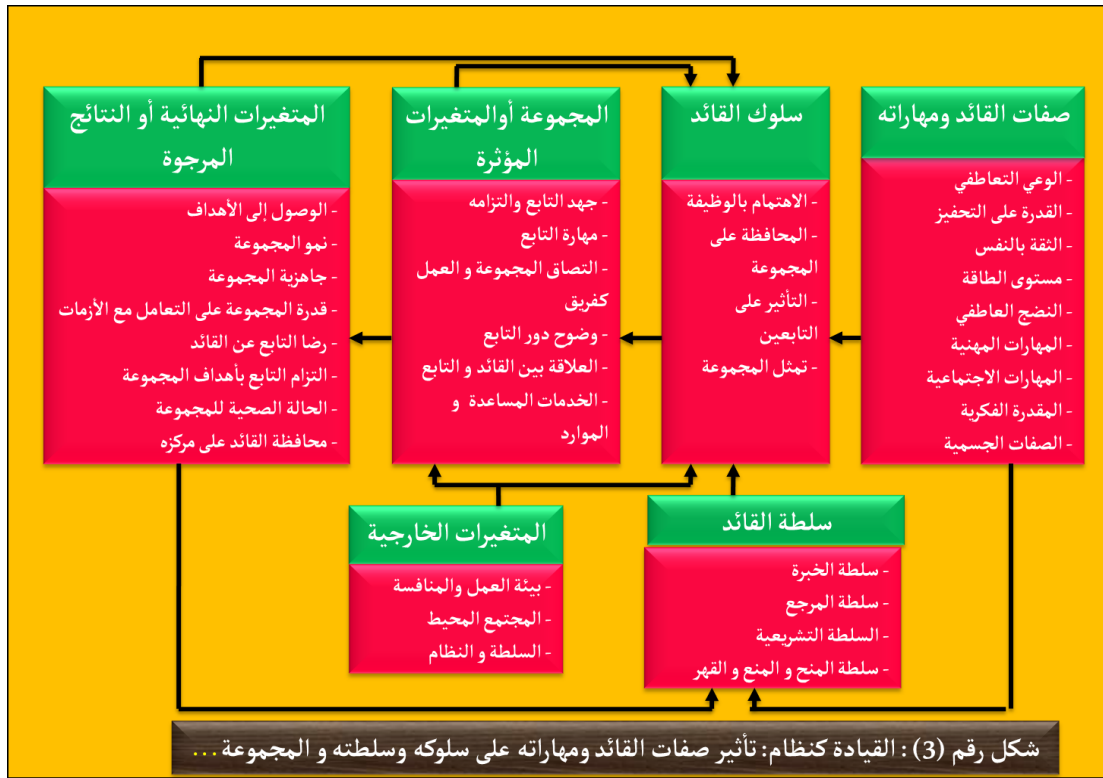 صفات القائد ومهاراته
- الوعي التعاطفي
- القدرة على التحفيز
- الثقة بالنفس
- مستوى الطاقة
- النضج العاطفي
- المهارات المهنية
- المهارات الاجتماعية
- المقدرة الفكرية
- الصفات الجسمية
سلوك القائد
- الاهتمام بالوظيفة
- المحافظة على
المجموعة
- التأثير على
التابعين
- تمثل المجموعة
المجموعة أوالمتغيرات
المؤثرة
- جهد التابع والتزامه
- مهارة التابع
- التصاق المجموعة و العمل
كفريق
- وضوح دور التابع
- العلاقة بين القائد و التابع
- الخدمات المساعدة و
الموارد
المتغيرات النهائية أو النتائج
المرجوة
- الوصول إلى الأهداف
- نمو المجموعة
- جاهزية المجموعة
- قدرة المجموعة على التعامل مع الأزمات
- رضا التابع عن القائد
- التزام التابع بأهداف المجموعة
- الحالة الصحية للمجموعة
- محافظة القائد على مركزه
سلطة القائد
- سلطة الخبرة
- سلطة المرجع
- السلطة التشريعية
- سلطة المنح و المنع و القهر
المتغيرات الخارجية
- بيئة العمل والمنافسة
- المجتمع المحيط
- السلطة و النظام
شكل رقم (3) : القيادة كنظام: تأثير صفات القائد ومهاراته على سلوكه وسلطته و المجموعة ...